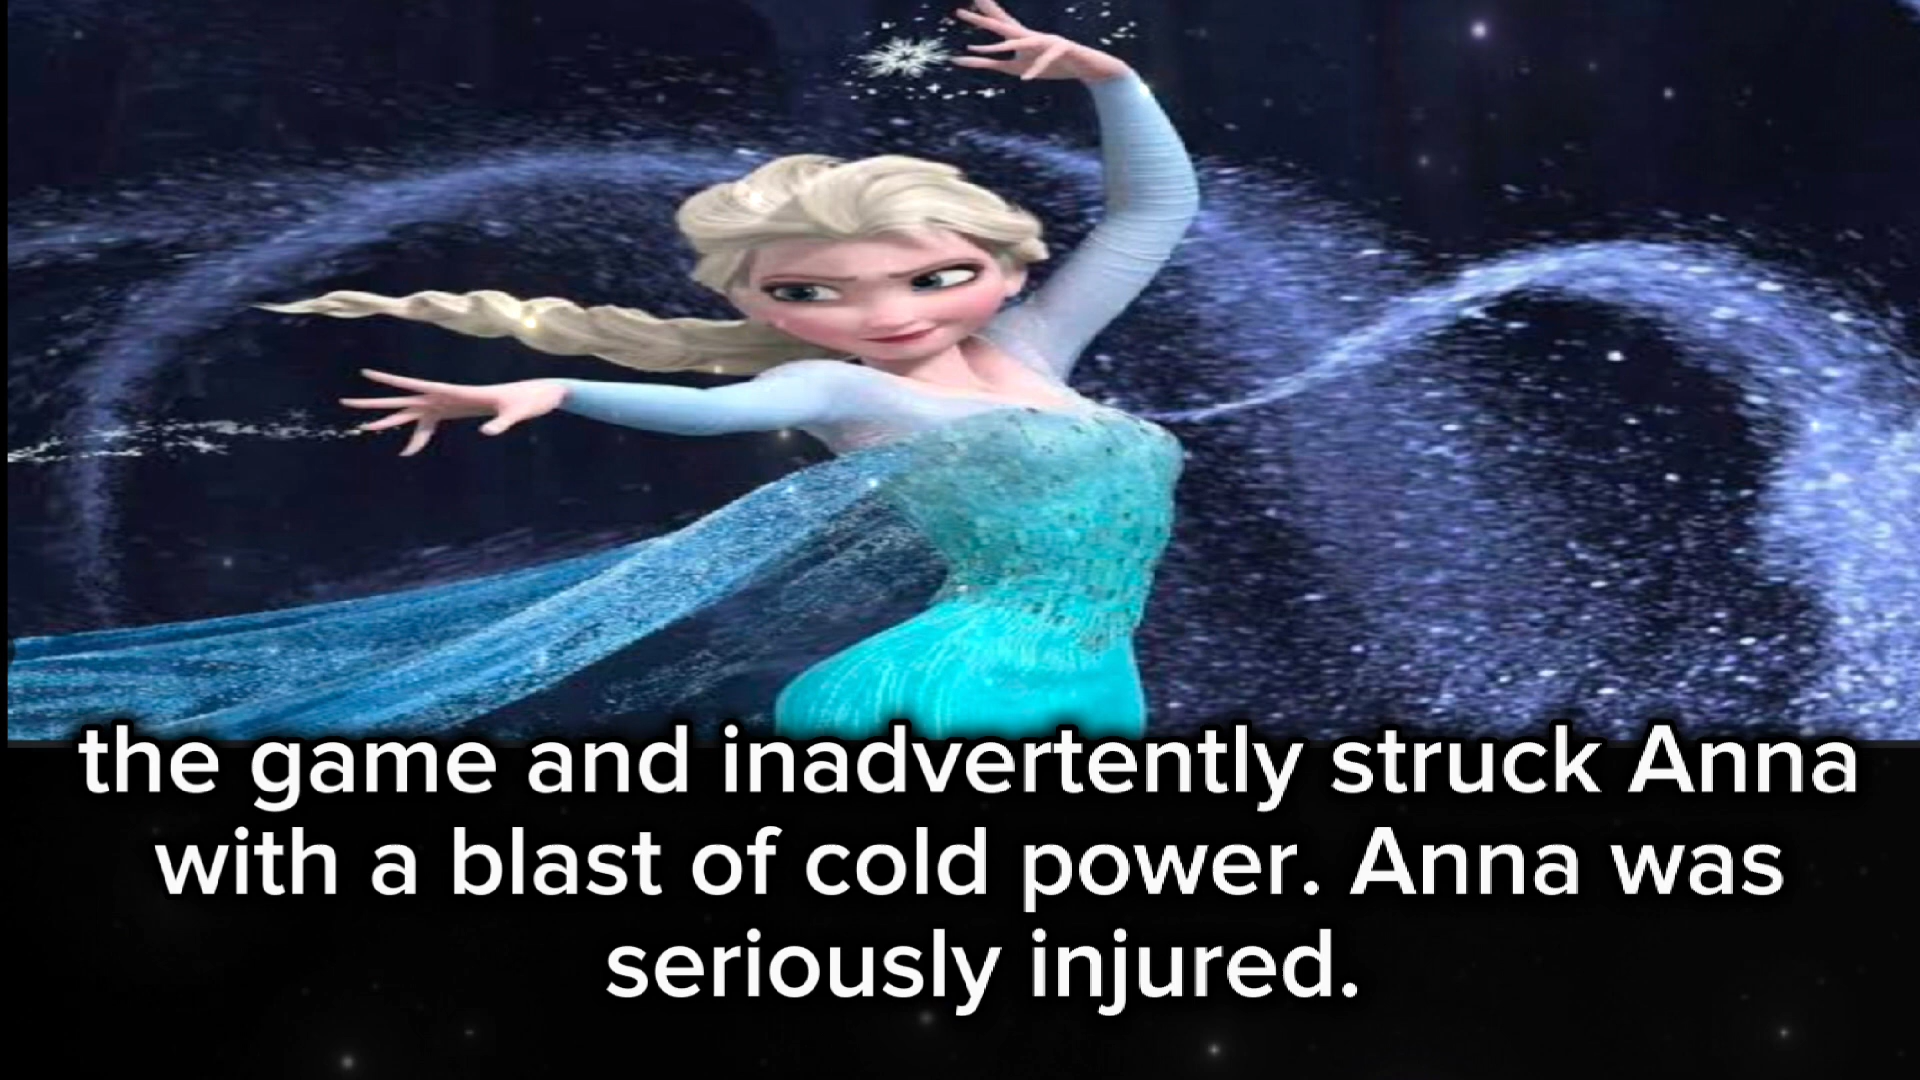 the game and inadvertently struck Anna
with a blast of cold power. Anna was
seriously injured.